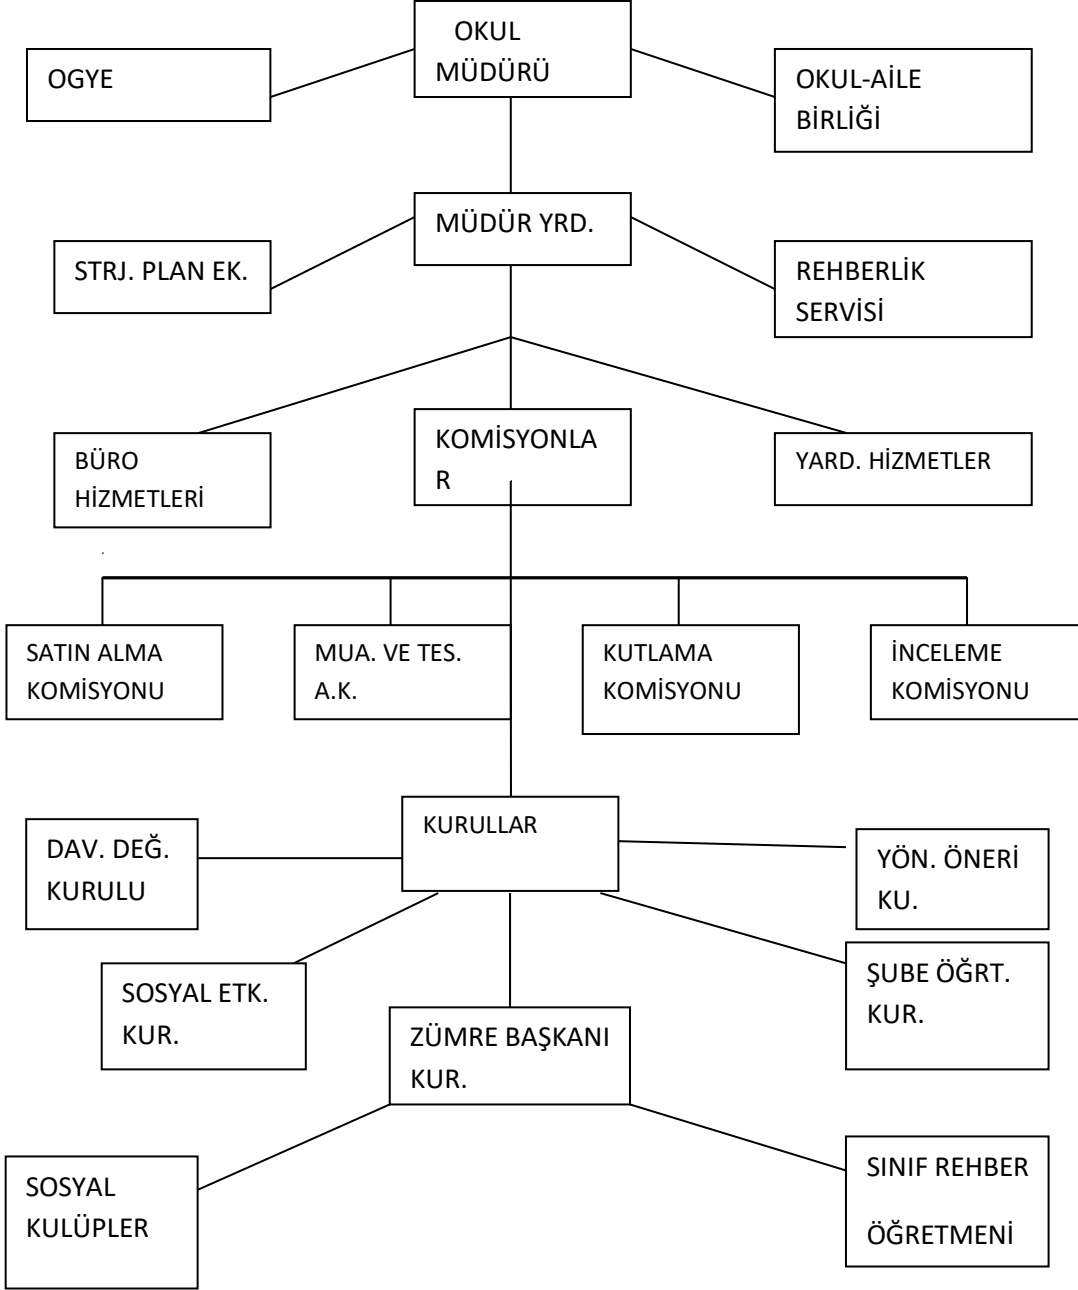 OKUL
MÜDÜRÜ
OGYE
OKUL-AİLE
BİRLİĞİ
MÜDÜR YRD.
STRJ. PLAN EK.
REHBERLİK
SERVİSİ
BÜRO
HİZMETLERİ
KOMİSYONLA
R
YARD. HİZMETLER
SATIN ALMA
KOMİSYONU
MUA. VE TES.
A.K.
KUTLAMA
KOMİSYONU
İNCELEME
KOMİSYONU
KURULLAR
DAV. DEĞ.
KURULU
YÖN. ÖNERİ
KU.
SOSYAL ETK.
KUR.
ŞUBE ÖĞRT.
KUR.
ZÜMRE BAŞKANI
KUR.
SOSYAL
KULÜPLER
SINIF REHBER
ÖĞRETMENİ